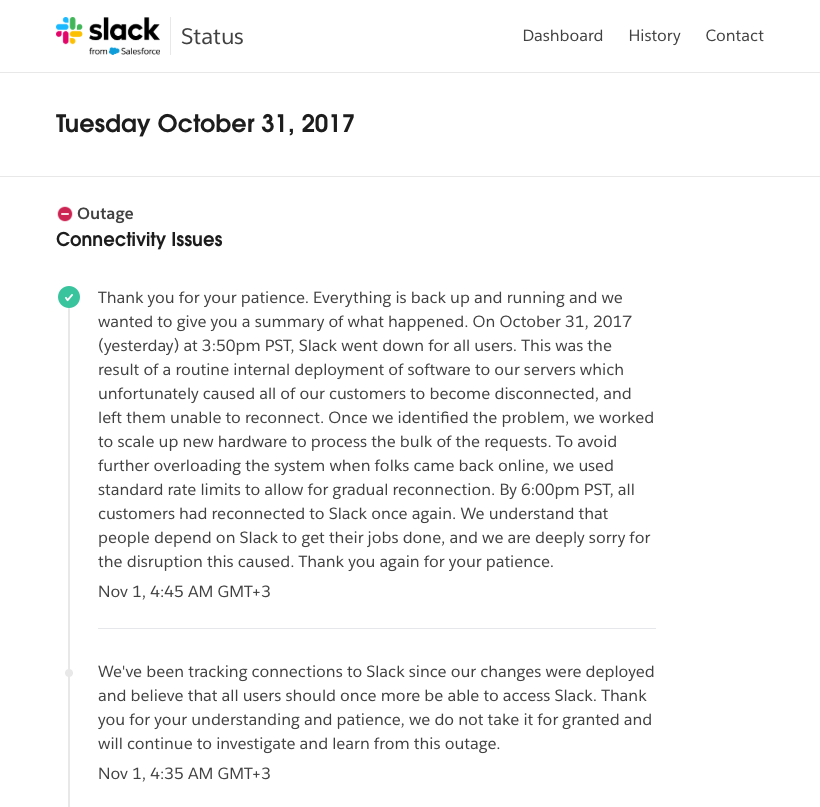 slack
from Salesforce
Status
Dashboard
History
Contact
Tuesday October 31, 2017
Outage
Connectivity Issues
Thank you for your patience. Everything is back up and running and we
wanted to give you a summary of what happened. On October 31, 2017
(yesterday) at 3:50pm PST, Slack went down for all users. This was the
result of a routine internal deployment of software to our servers which
unfortunately caused all of our customers to become disconnected, and
left them unable to reconnect. Once we identified the problem, we worked
to scale up new hardware to process the bulk of the requests. To avoid
further overloading the system when folks came back online, we used
standard rate limits to allow for gradual reconnection. By 6:00pm PST, all
customers had reconnected to Slack once again. We understand that
people depend on Slack to get their jobs done, and we are deeply sorry for
the disruption this caused. Thank you again for your patience.
Nov 1, 4:45 AM GMT+3
We've been tracking connections to Slack since our changes were deployed
and believe that all users should once more be able to access Slack. Thank
you for your understanding and patience, we do not take it for granted and
will continue to investigate and learn from this outage.
Nov 1, 4:35 AM GMT+3